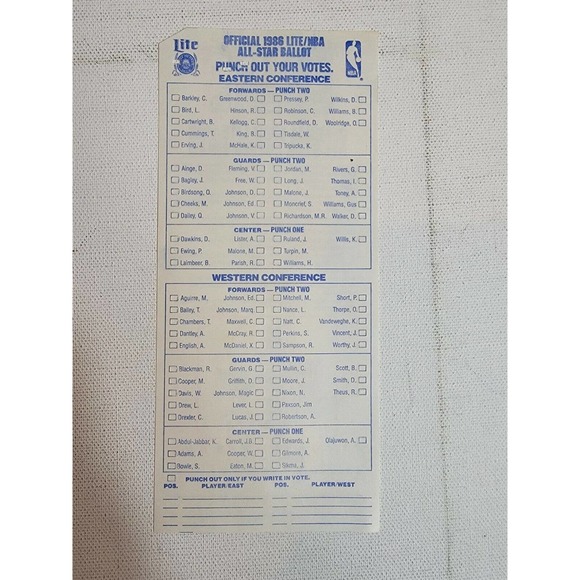 Lite
OFFICIAL 1986 LITE/NBA
ALL-STAR BALLOT
PUNCH OUT YOUR VOTES.
EASTERN CONFERENCE
FORWARDS — PUNCH TWO
Barkley, C. Greenwood, D. Pressey, P. Wilkins, D.
Bird, L. Hinson, R. Robinson, C. Williams, B.
Cartwright, B. Kellogg, C. Roundfield, D. Woolridge, O.
Cummings, T. King, B. Tisdale, W.
Erving, J. McHale, K. Tripucka, K.
GUARDS — PUNCH TWO
Ainge, D. Fleming, V. Jordan, M. Rivers, G.
Bagley, J. Free, W. Long, J. Thomas, I.
Birdsong, O. Johnson, D. Malone, J. Toney, A.
Cheeks, M. Johnson, Ed. Moncrief, S. Williams, Gus
Dailey, Q. Johnson, V. Richardson, M.R. Walker, D.
CENTER — PUNCH ONE
Dawkins, D. Lister, A. Ruland, J. Willis, K.
Ewing, P. Malone, M. Turpin, M.
Laimbeer, B. Parish, R. Williams, H.
WESTERN CONFERENCE
FORWARDS — PUNCH TWO
Aguirre, M. Johnson, Ed. Mitchell, M. Short, P.
Bailey, T. Johnson, Marq. Nance, L. Thorpe, O.
Chambers, T. Maxwell, C. Natt, C. Vandeweghe, K.
Dantley, A. McCray, R. Perkins, S. Vincent, J.
English, A. McDaniel, X. Sampson, R. Worthy, J.
GUARDS — PUNCH TWO
Blackman, R. Gervin, G. Mullin, C. Scott, B.
Cooper, M. Griffith, D. Moore, J. Smith, D.
Davis, W. Johnson, Magic Nixon, N. Theus, R.
Drew, L. Lever, L. Paxson, Jim
Drexler, C. Lucas, J. Robertson, A.
CENTER — PUNCH ONE
Abdul-Jabbar, K. Carroll, J.B. Edwards, J. Olajuwon, A.
Adams, A. Cooper, W. Gilmore, A.
Bowie, S. Eaton, M. Sikma, J.
PUNCH OUT ONLY IF YOU WRITE IN VOTE.
POS. PLAYER/EAST POS. PLAYER/WEST